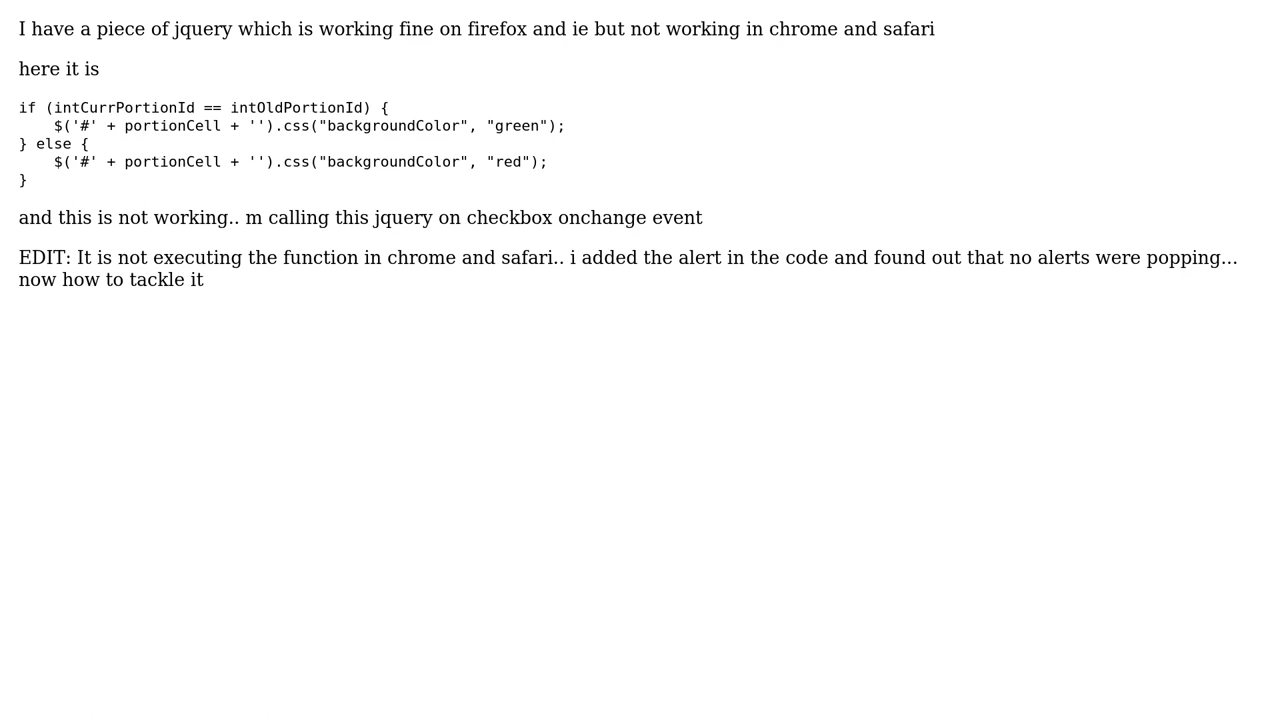 I have a piece of jquery which is working fine on firefox and ie but not working in chrome and safari
here it is
if (intCurrPortionId == intOldPortionId) {
    $('#' + portionCell + '').css("backgroundColor", "green");
} else {
    $('#' + portionCell + '').css("backgroundColor", "red");
}
and this is not working.. m calling this jquery on checkbox onchange event
EDIT: It is not executing the function in chrome and safari.. i added the alert in the code and found out that no alerts were popping...
now how to tackle it